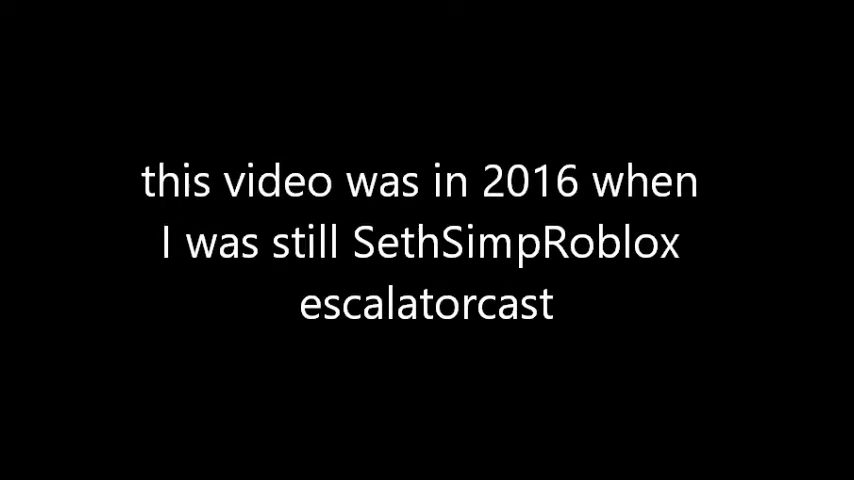 this video was in 2016 when
I was still SethSimpRoblox
escalatorcast